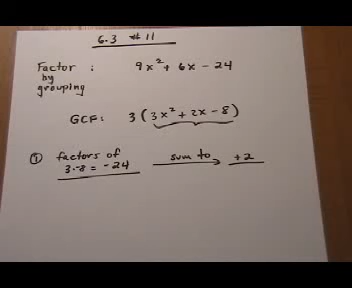 6.3 #11
Factor by grouping : 9x² + 6x - 24
GCF: 3 ( 3x² + 2x - 8 )
① factors of 3·-8 = -24 sum to +2